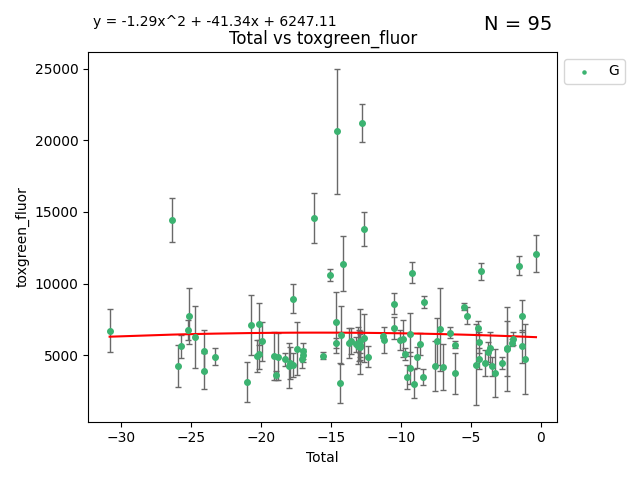 y = -1.29x^2 + -41.34x + 6247.11
N = 95
Total vs toxgreen_fluor
G
toxgreen_fluor
25000
20000
15000
10000
5000
−30
−25
−20
−15
−10
−5
0
Total